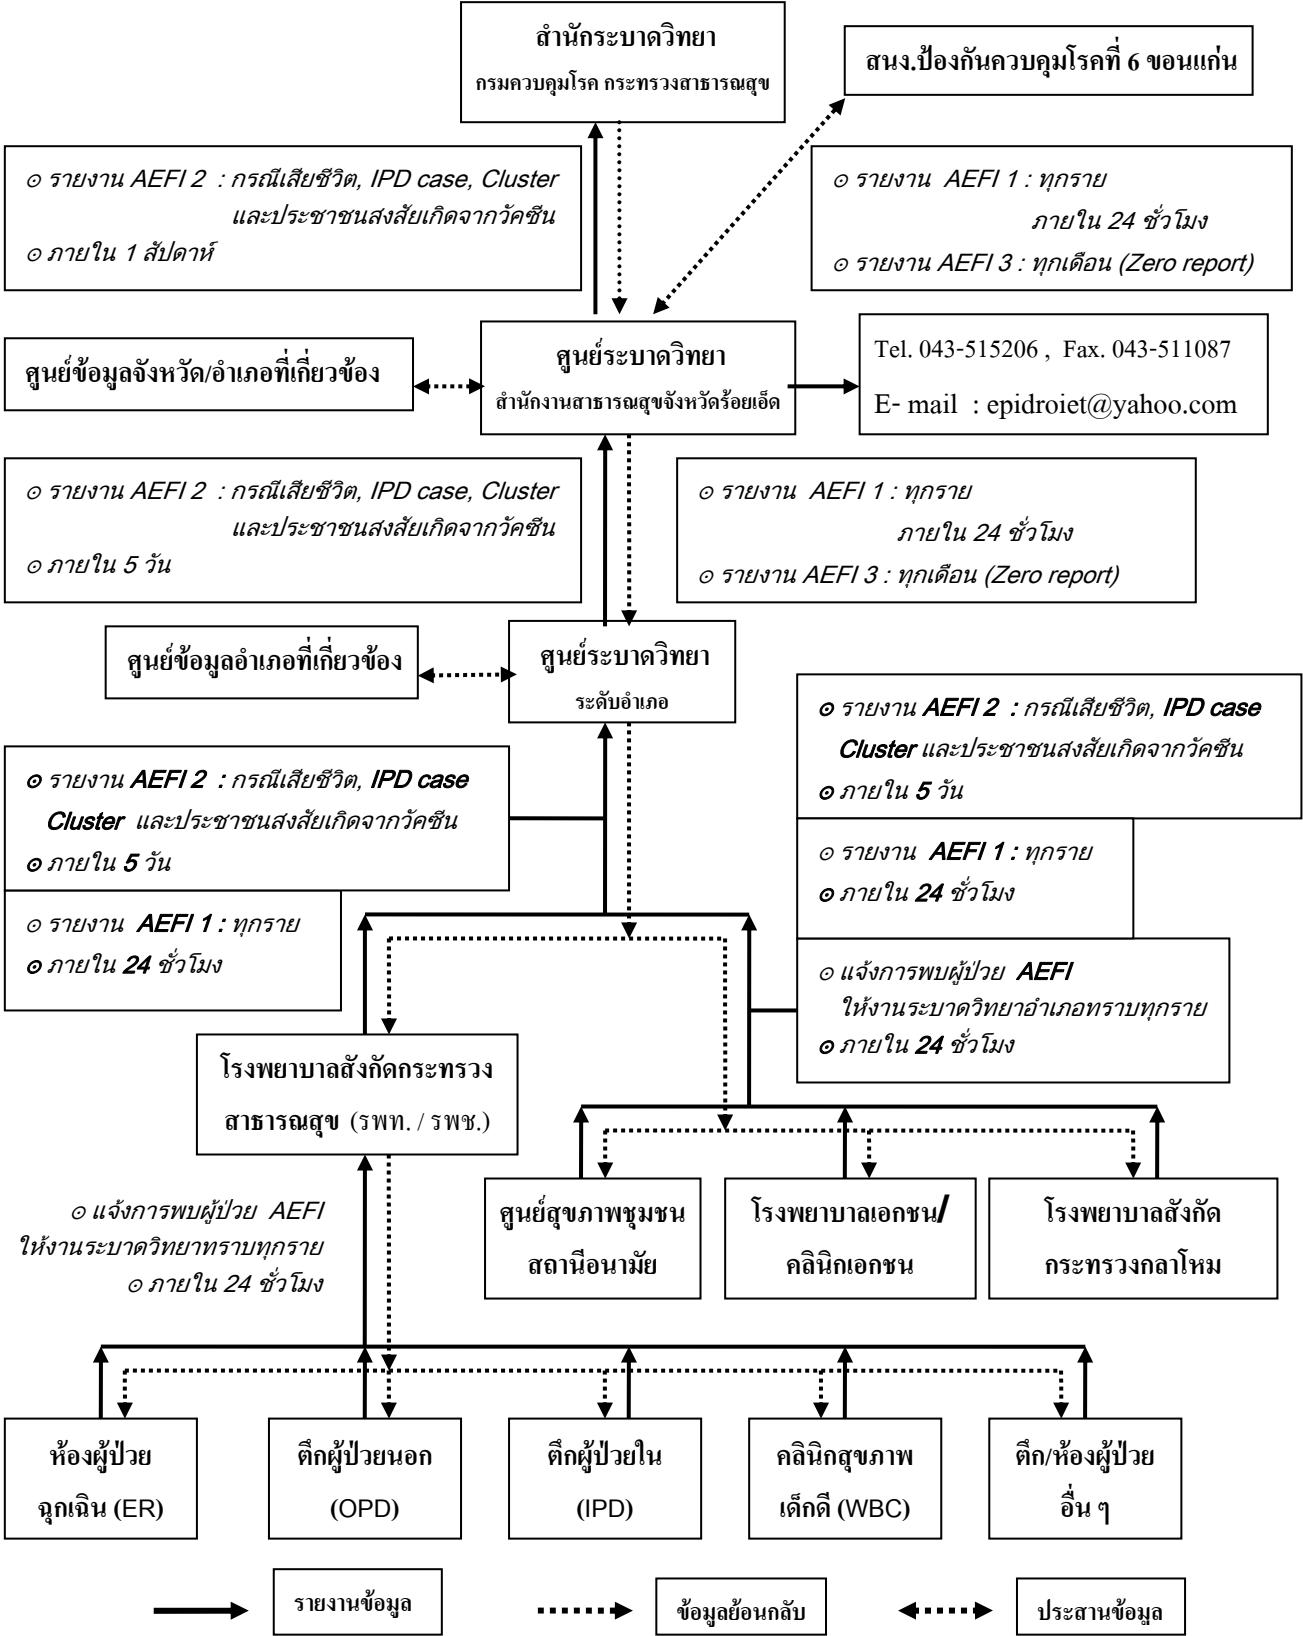 สำนักระบาดวิทยา
กรมควบคุมโรค กระทรวงสาธารณสุข
สนง.ป้องกันควบคุมโรคที่ 6 ขอนแก่น
⊙ รายงาน AEFI 2 : กรณีเสียชีวิต, IPD case, Cluster
และประชาชนสงสัยเกิดจากวัคซีน
⊙ ภายใน 1 สัปดาห์
⊙ รายงาน AEFI 1 : ทุกราย
ภายใน 24 ชั่วโมง
⊙ รายงาน AEFI 3 : ทุกเดือน (Zero report)
ศูนย์ข้อมูลจังหวัด/อำเภอที่เกี่ยวข้อง
ศูนย์ระบาดวิทยา
สำนักงานสาธารณสุขจังหวัดร้อยเอ็ด
Tel. 043-515206 , Fax. 043-511087
E- mail : epidroiet@yahoo.com
⊙ รายงาน AEFI 2 : กรณีเสียชีวิต, IPD case, Cluster
และประชาชนสงสัยเกิดจากวัคซีน
⊙ ภายใน 5 วัน
⊙ รายงาน AEFI 1 : ทุกราย
ภายใน 24 ชั่วโมง
⊙ รายงาน AEFI 3 : ทุกเดือน (Zero report)
ศูนย์ข้อมูลอำเภอที่เกี่ยวข้อง
ศูนย์ระบาดวิทยา
ระดับอำเภอ
⊙ รายงาน AEFI 2 : กรณีเสียชีวิต, IPD case
Cluster และประชาชนสงสัยเกิดจากวัคซีน
⊙ ภายใน 5 วัน
⊙ รายงาน AEFI 1 : ทุกราย
⊙ ภายใน 24 ชั่วโมง
⊙ รายงาน AEFI 2 : กรณีเสียชีวิต, IPD case
Cluster และประชาชนสงสัยเกิดจากวัคซีน
⊙ ภายใน 5 วัน
⊙ รายงาน AEFI 1 : ทุกราย
⊙ ภายใน 24 ชั่วโมง
⊙ แจ้งการพบผู้ป่วย AEFI
ให้งานระบาดวิทยาอำเภอทราบทุกราย
⊙ ภายใน 24 ชั่วโมง
โรงพยาบาลสังกัดกระทรวง
สาธารณสุข (รพท. / รพช.)
⊙ แจ้งการพบผู้ป่วย AEFI
ให้งานระบาดวิทยาทราบทุกราย
⊙ ภายใน 24 ชั่วโมง
ศูนย์สุขภาพชุมชน
สถานีอนามัย
โรงพยาบาลเอกชน/
คลินิกเอกชน
โรงพยาบาลสังกัด
กระทรวงกลาโหม
ห้องผู้ป่วย
ฉุกเฉิน (ER)
ตึกผู้ป่วยนอก
(OPD)
ตึกผู้ป่วยใน
(IPD)
คลินิกสุขภาพ
เด็กดี (WBC)
ตึก/ห้องผู้ป่วย
อื่น ๆ
รายงานข้อมูล
ข้อมูลย้อนกลับ
ประสานข้อมูล